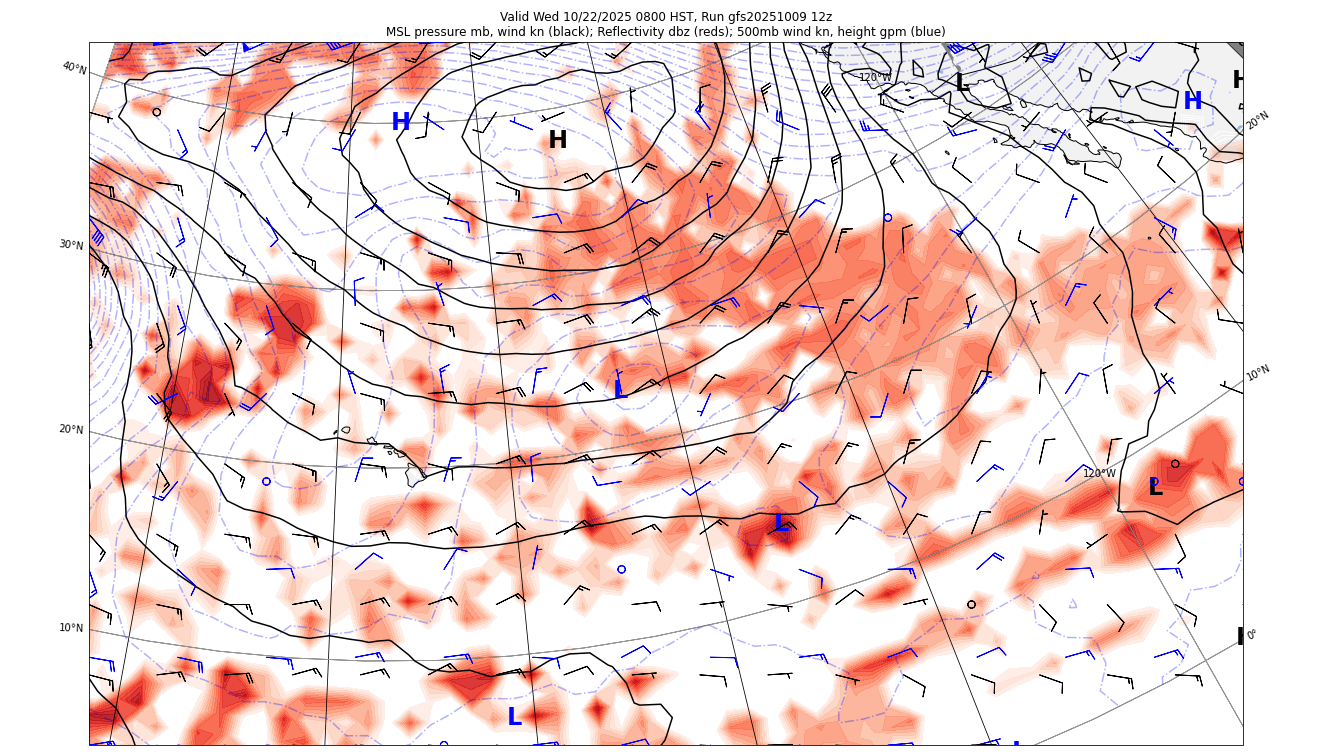 Valid Wed 10/22/2025 0800 HST, Run gfs20251009 12z
MSL pressure mb, wind kn (black); Reflectivity dbz (reds); 500mb wind kn, height gpm (blue)
40°N
120°W
L
H
H
20°N
H
H
30°N
10°N
L
20°N
120°W
L
L
10°N
0°
L